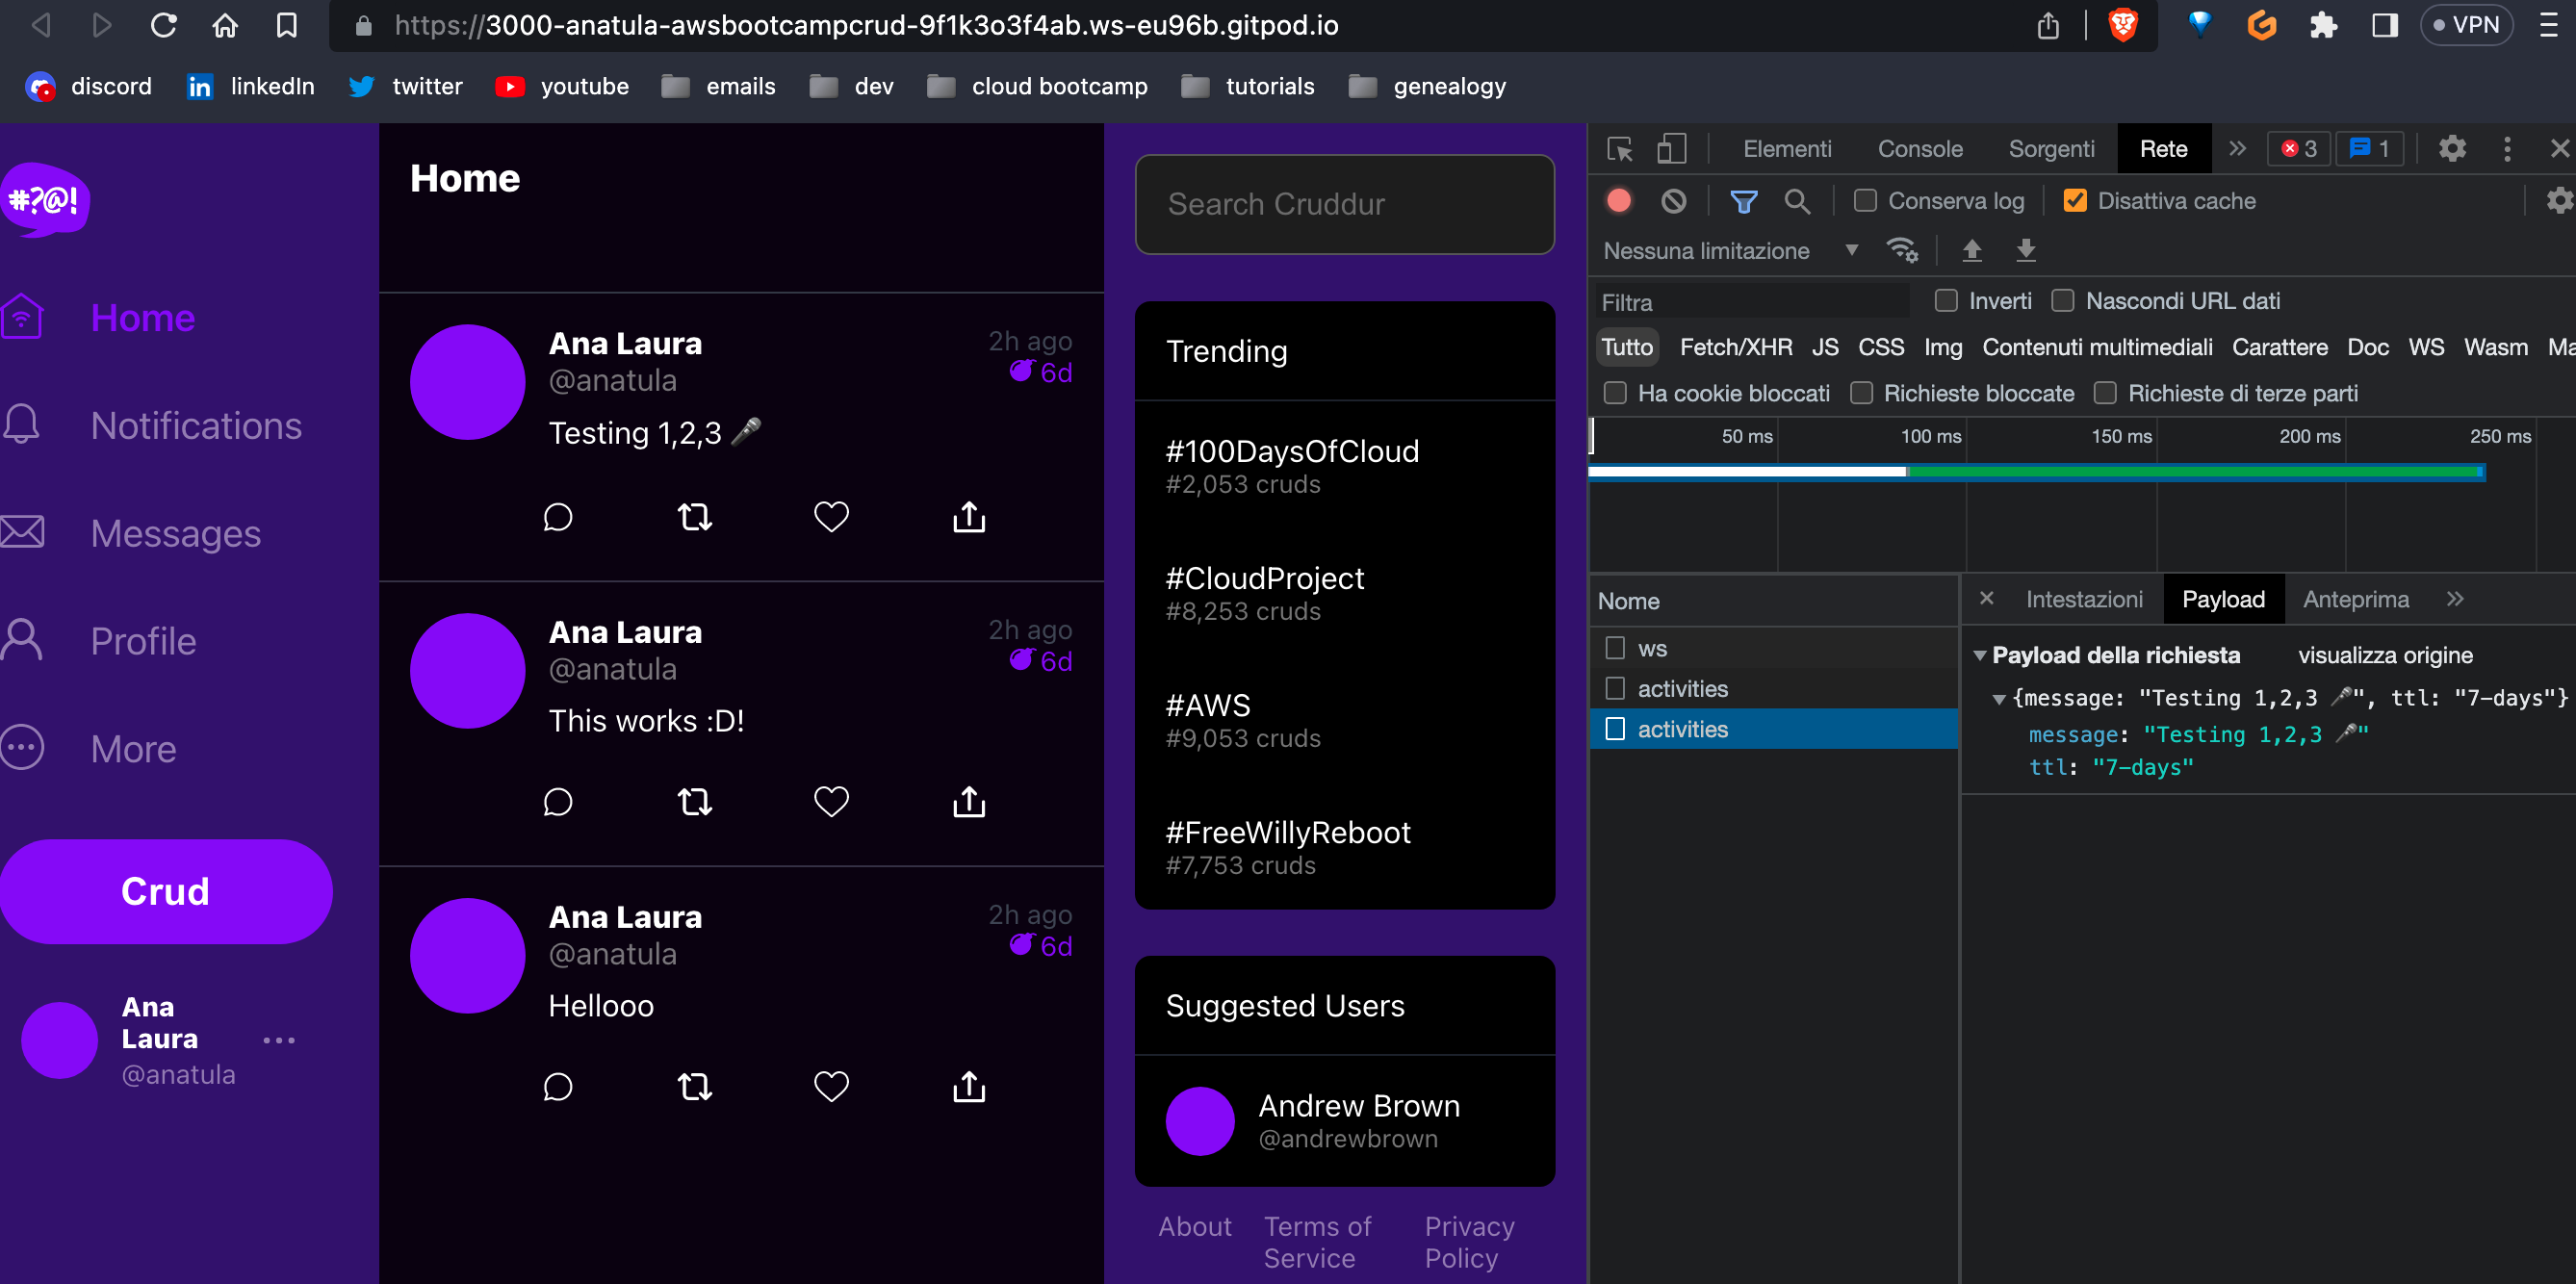 https://3000-anatula-awsbootcampcrud-9f1k3o3f4ab.ws-eu96b.gitpod.io
VPN
discord
linkedIn
twitter
youtube
emails
dev
cloud bootcamp
tutorials
genealogy
#?@!
Home
Notifications
Messages
Profile
More
Crud
Ana
Laura
@anatula
Home
Ana Laura
2h ago
@anatula
6d
Testing 1,2,3 🎤
Ana Laura
2h ago
@anatula
6d
This works :D!
Ana Laura
2h ago
@anatula
6d
Hellooo
Search Cruddur
Trending
#100DaysOfCloud
#2,053 cruds
#CloudProject
#8,253 cruds
#AWS
#9,053 cruds
#FreeWillyReboot
#7,753 cruds
Suggested Users
Andrew Brown
@andrewbrown
About
Terms of
Service
Privacy
Policy
Elementi Console Sorgenti Rete 3 1
Conserva log Disattiva cache
Nessuna limitazione
Filtra Inverti Nascondi URL dati
Tutto Fetch/XHR JS CSS Img Contenuti multimediali Carattere Doc WS Wasm Ma
Ha cookie bloccati Richieste bloccate Richieste di terze parti
50 ms 100 ms 150 ms 200 ms 250 ms
Nome
ws
activities
activities
Intestazioni Payload Anteprima
Payload della richiesta visualizza origine
{message: "Testing 1,2,3 🎤", ttl: "7-days"}
message: "Testing 1,2,3 🎤"
ttl: "7-days"